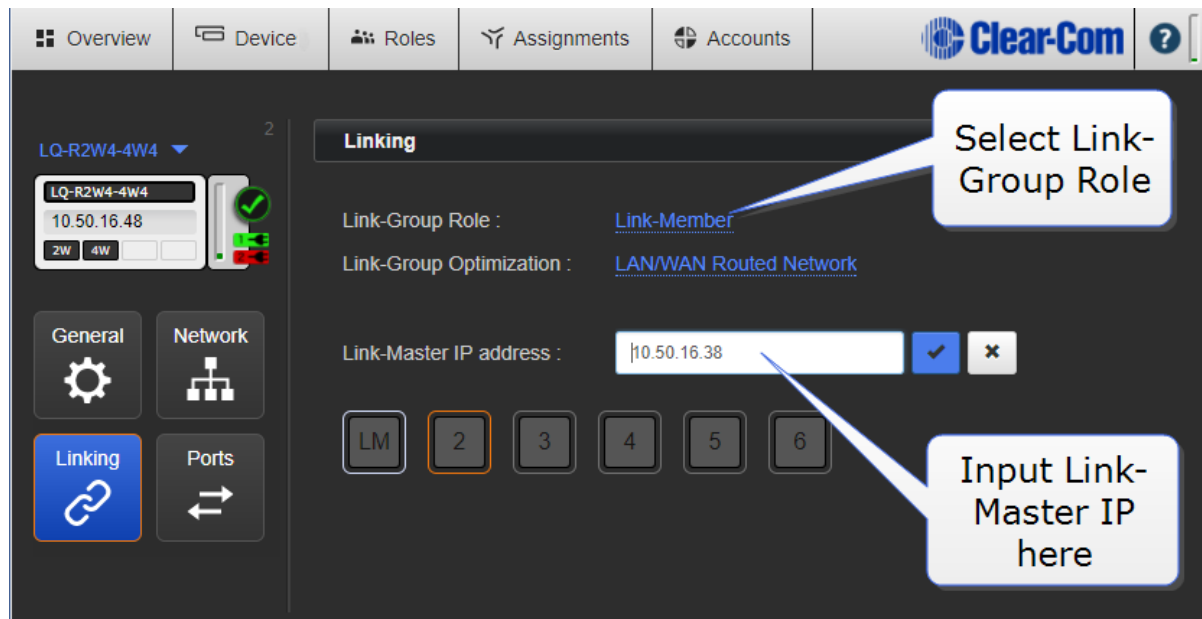 Overview
Device
Roles
Assignments
Accounts
Clear-Com
?
2
LQ-R2W4-4W4
LQ-R2W4-4W4
10.50.16.48
2W 4W
1
2
General
Network
Linking
Ports
Linking
Link-Group Role :
Link-Member
Link-Group Optimization :
LAN/WAN Routed Network
Link-Master IP address :
10.50.16.38
LM 2 3 4 5 6
Select Link-
Group Role
Input Link-
Master IP
here